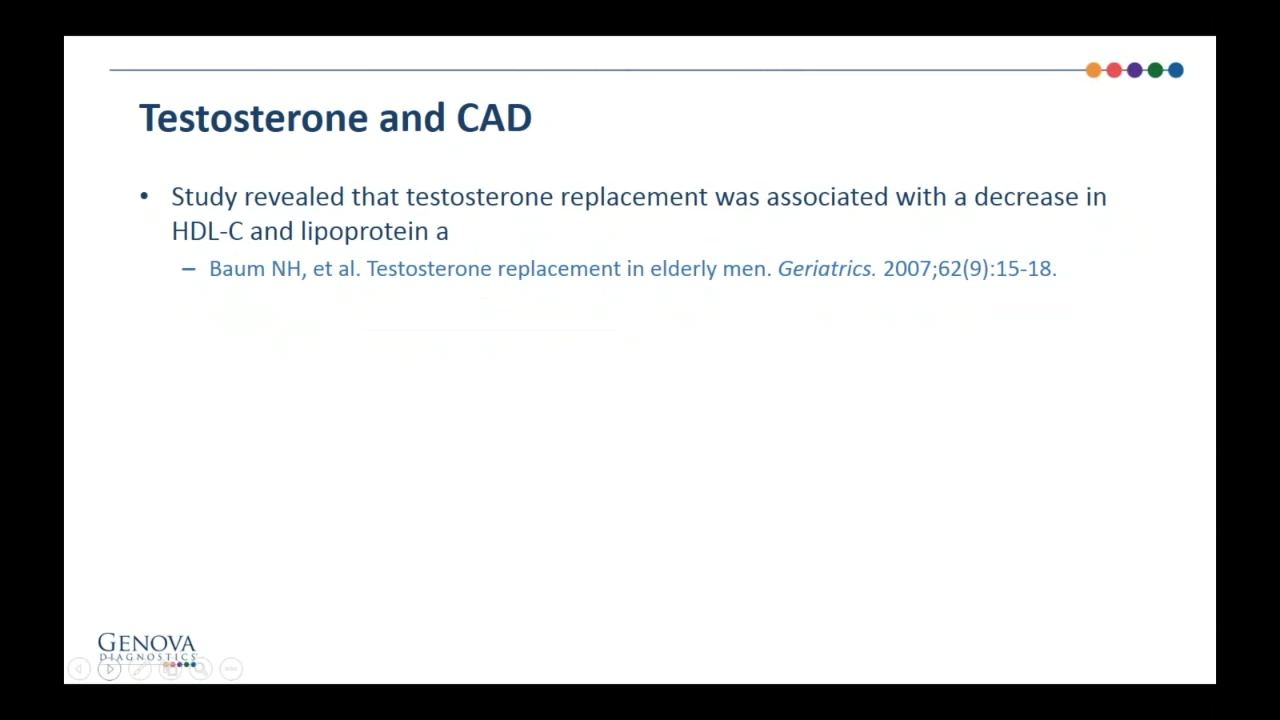 Testosterone and CAD
• Study revealed that testosterone replacement was associated with a decrease in
HDL-C and lipoprotein a
– Baum NH, et al. Testosterone replacement in elderly men. Geriatrics. 2007;62(9):15-18.
GENOVA
DIAGNOSTICS